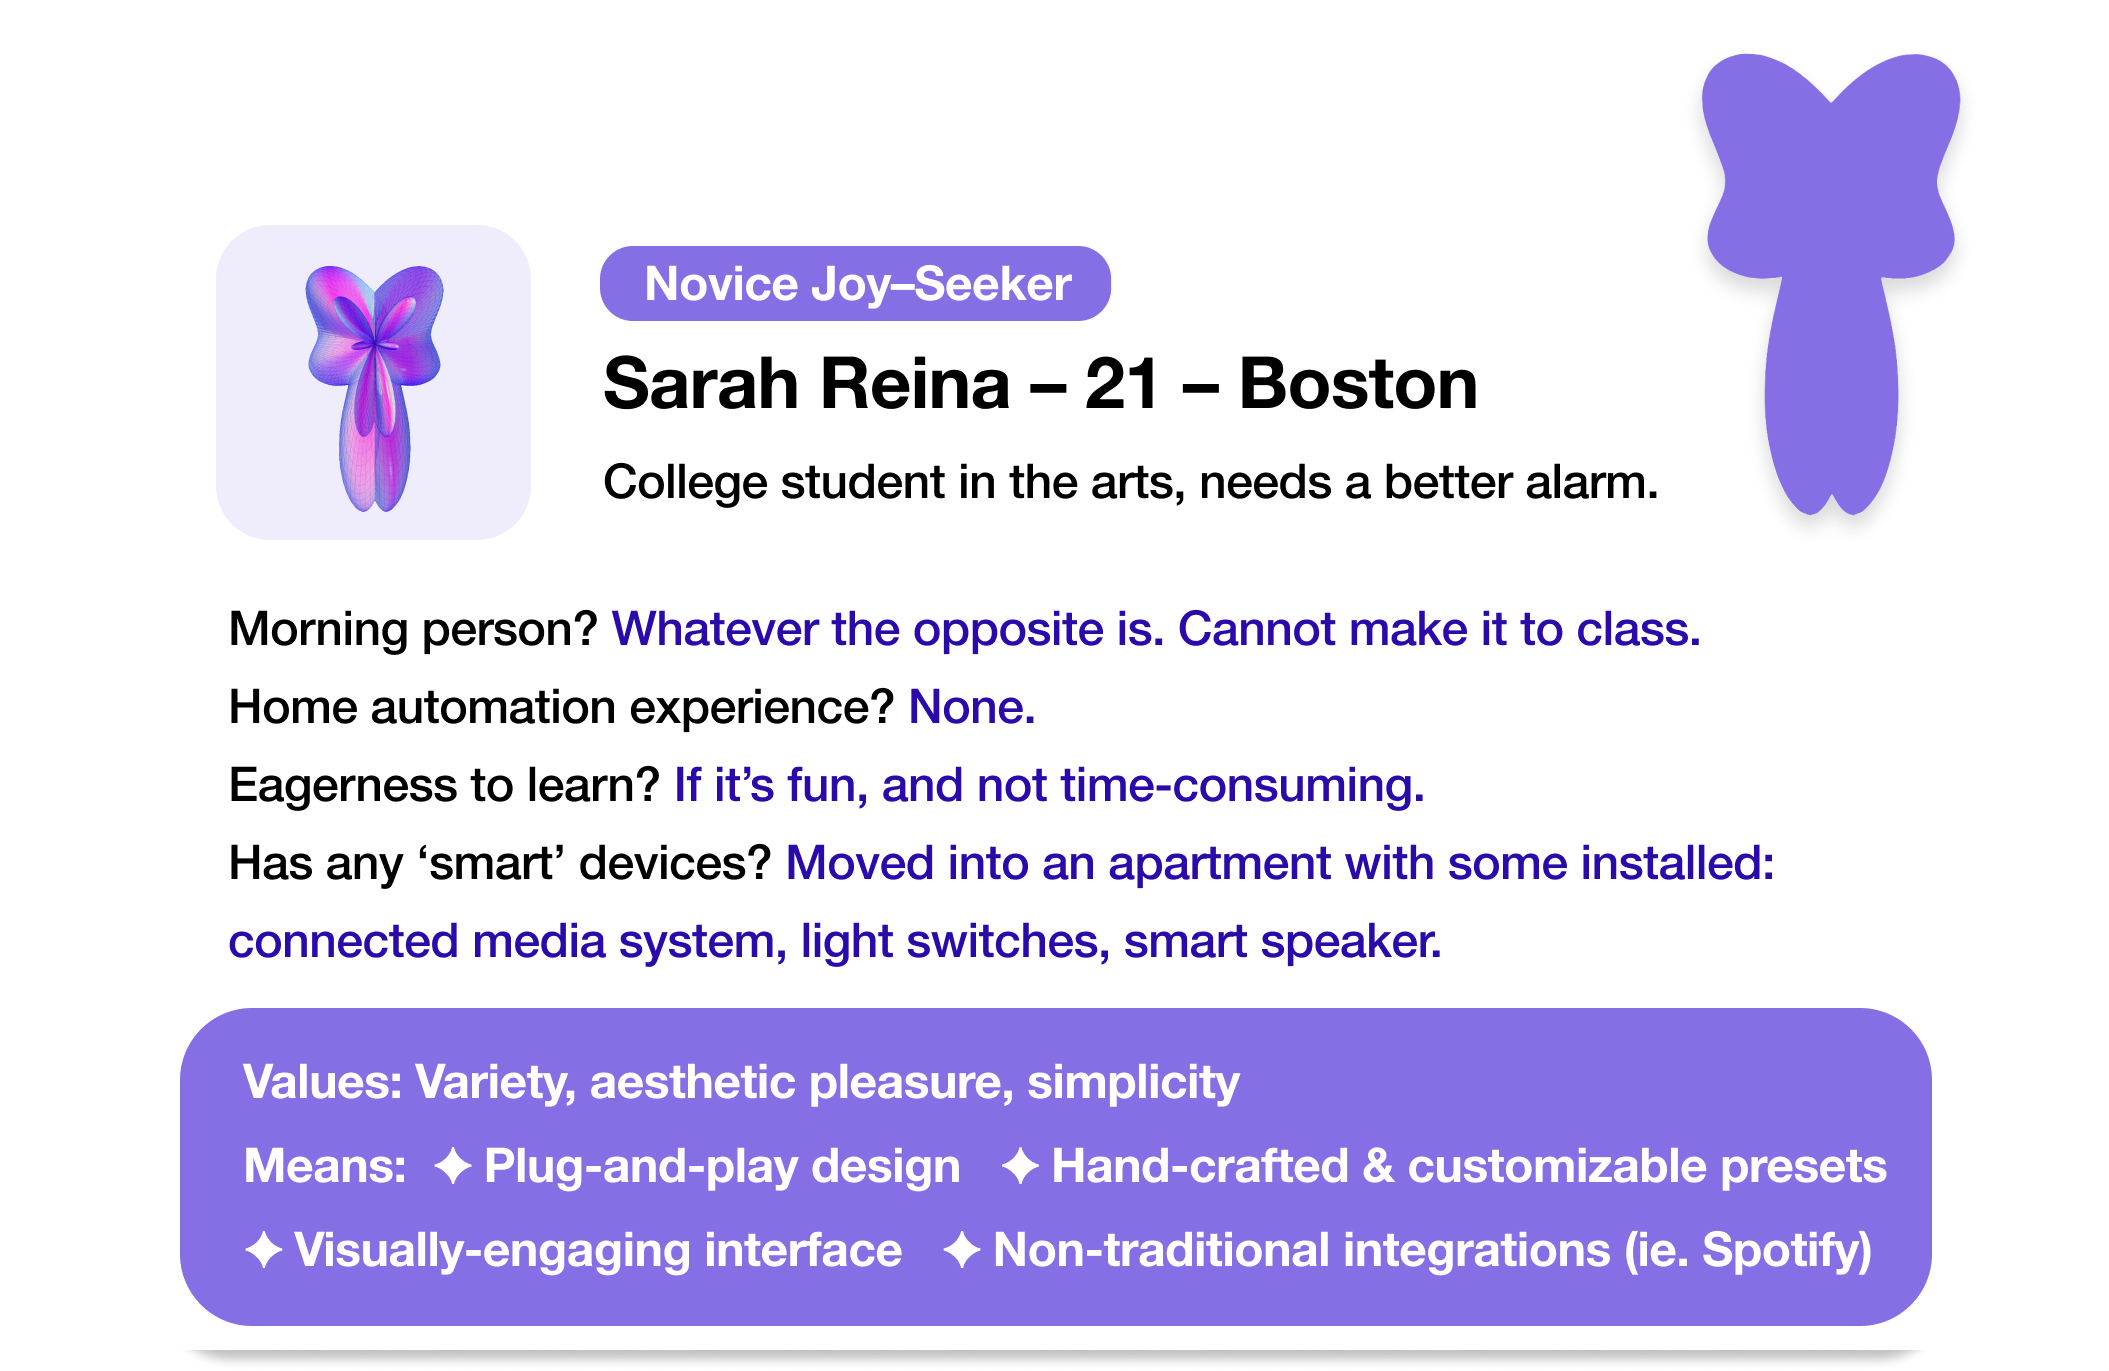 Novice Joy–Seeker
Sarah Reina – 21 – Boston
College student in the arts, needs a better alarm.
Morning person? Whatever the opposite is. Cannot make it to class.
Home automation experience? None.
Eagerness to learn? If it’s fun, and not time-consuming.
Has any ‘smart’ devices? Moved into an apartment with some installed:
connected media system, light switches, smart speaker.
Values: Variety, aesthetic pleasure, simplicity
Means: ✦ Plug-and-play design ✦ Hand-crafted & customizable presets
✦ Visually-engaging interface ✦ Non-traditional integrations (ie. Spotify)